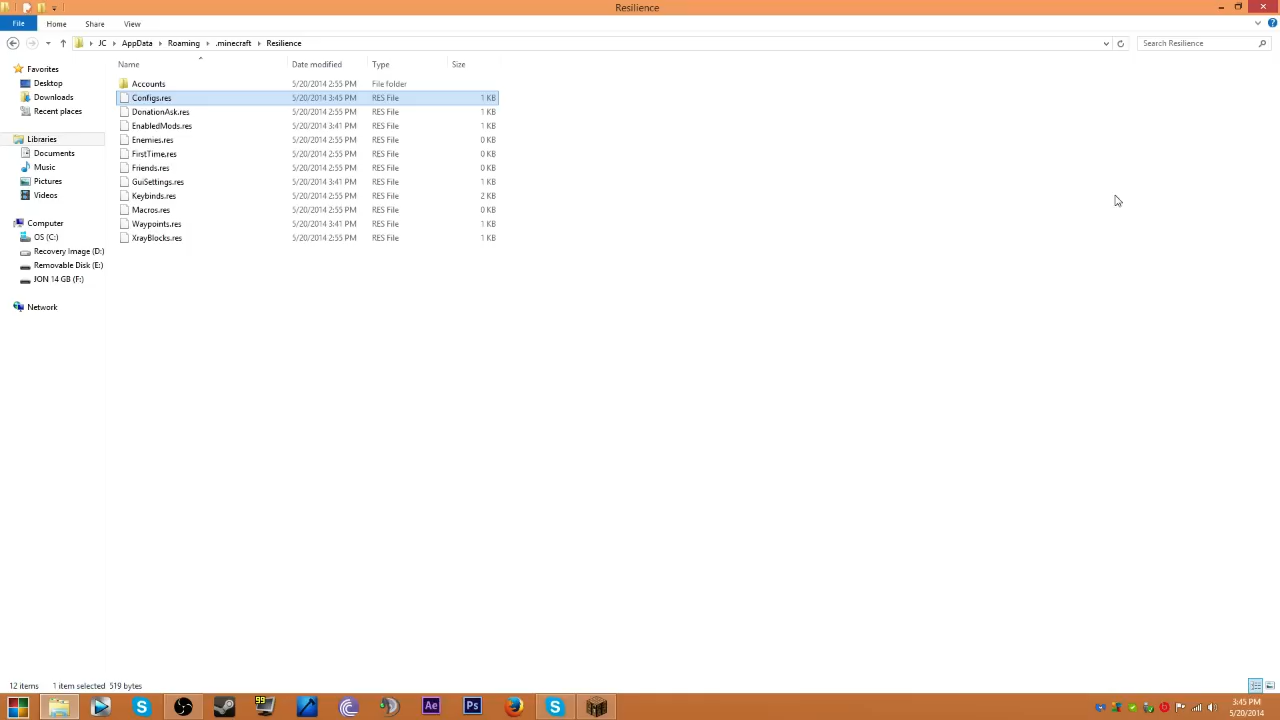 Resilience
File Home Share View
JC AppData Roaming .minecraft Resilience Search Resilience
Name Date modified Type Size
Favorites
Desktop
Downloads
Recent places
Libraries
Documents
Music
Pictures
Videos
Computer
OS (C:)
Recovery Image (D:)
Removable Disk (E:)
JON 14 GB (F:)
Network
Accounts 5/20/2014 2:55 PM File folder
Configs.res 5/20/2014 3:45 PM RES File 1 KB
DonationAsk.res 5/20/2014 2:55 PM RES File 1 KB
EnabledMods.res 5/20/2014 3:41 PM RES File 1 KB
Enemies.res 5/20/2014 2:55 PM RES File 0 KB
FirstTime.res 5/20/2014 2:55 PM RES File 0 KB
Friends.res 5/20/2014 2:55 PM RES File 0 KB
GuiSettings.res 5/20/2014 3:41 PM RES File 1 KB
Keybinds.res 5/20/2014 2:55 PM RES File 2 KB
Macros.res 5/20/2014 2:55 PM RES File 0 KB
Waypoints.res 5/20/2014 3:41 PM RES File 1 KB
XrayBlocks.res 5/20/2014 2:55 PM RES File 1 KB
12 items 1 item selected 519 bytes
99 Ae Ps
3:45 PM
5/20/2014